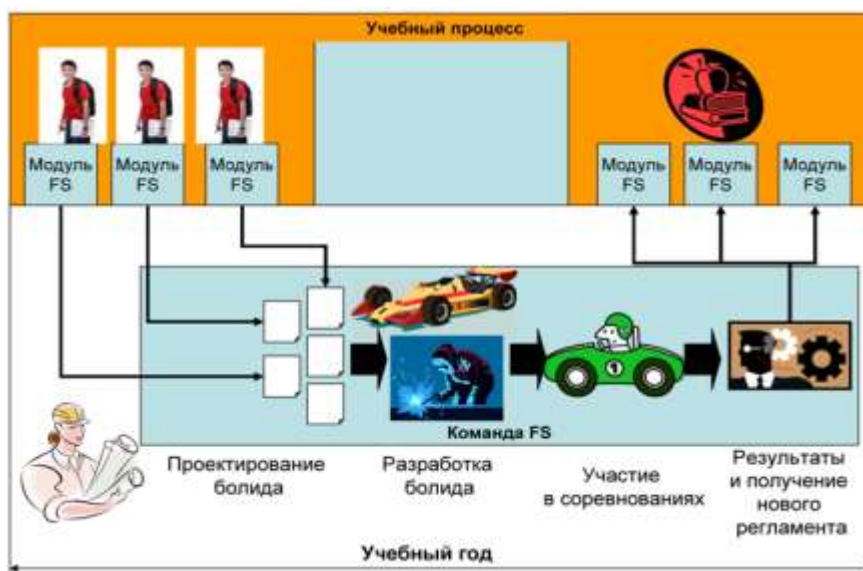 Учебный процесс
Модуль
FS
Модуль
FS
Модуль
FS
Модуль
FS
Модуль
FS
Модуль
FS
1
Команда FS
Проектирование
болида
Разработка
болида
Участие
в соревнованиях
Результаты
и получение
нового
регламента
Учебный год